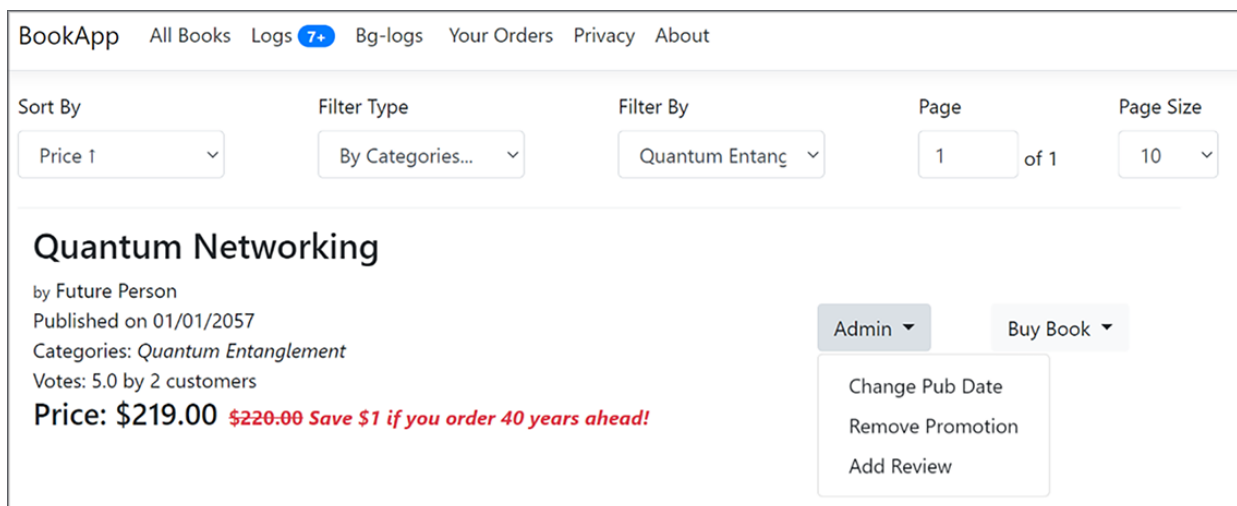 BookApp All Books Logs 7+ Bg-logs Your Orders Privacy About
Sort By Filter Type Filter By Page Page Size
Price ↑ By Categories... Quantum Entang 1 of 1 10
Quantum Networking
by Future Person
Published on 01/01/2057
Categories: Quantum Entanglement
Votes: 5.0 by 2 customers
Price: $219.00 $220.00 Save $1 if you order 40 years ahead!
Admin Buy Book
Change Pub Date
Remove Promotion
Add Review